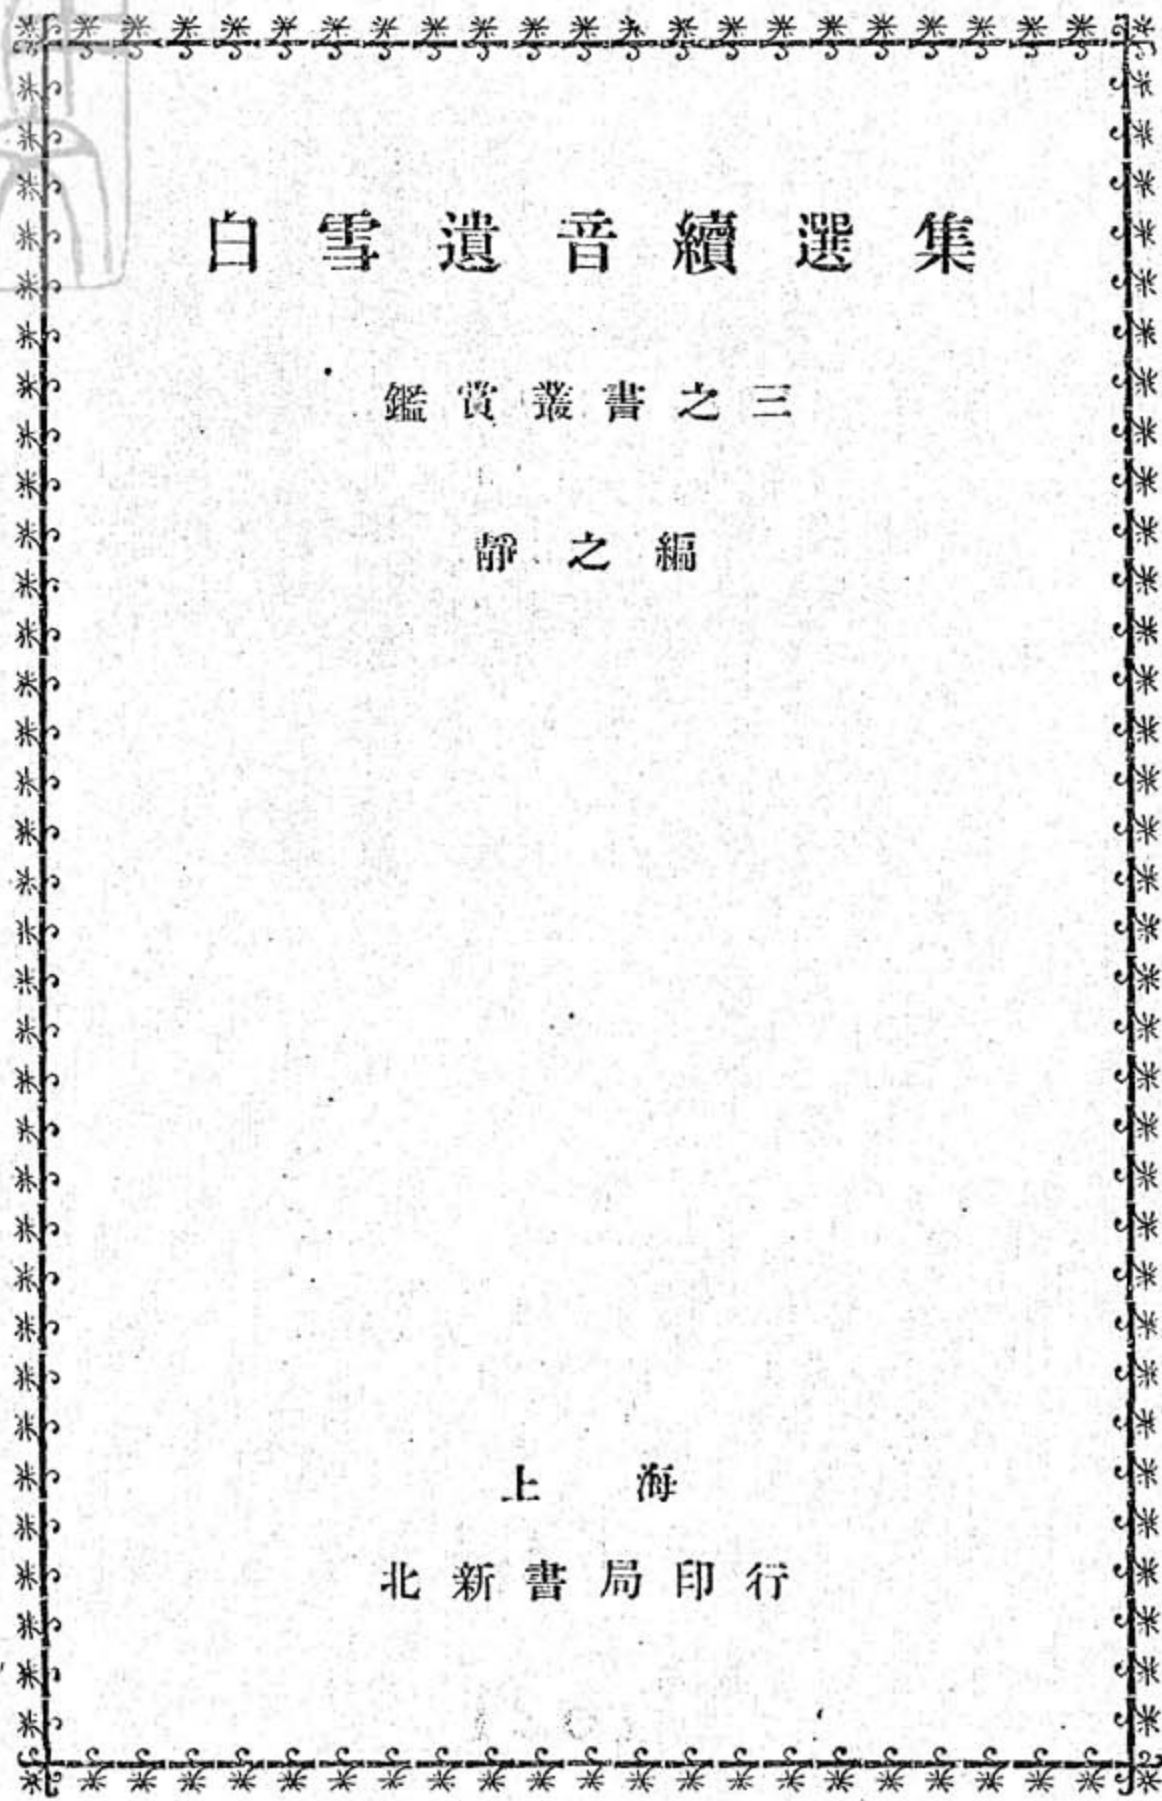 白雪遺音續選集
鑑賞叢書之三
靜之編
上海
北新書局印行